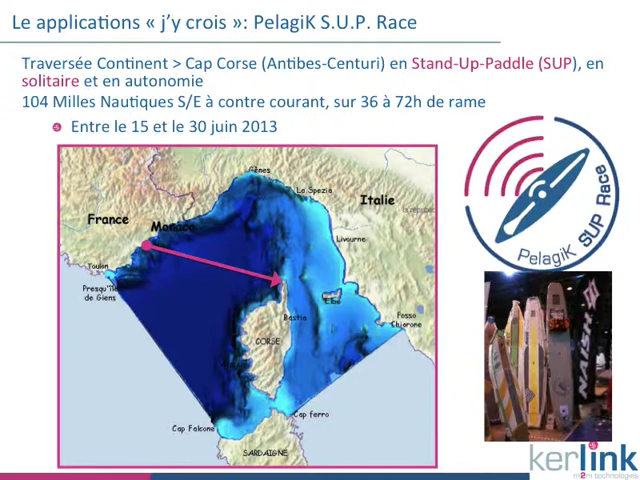 Le applications « j’y crois »: PelagiK S.U.P. Race
Traversée Continent > Cap Corse (Antibes-Centuri) en Stand-Up-Paddle (SUP), en
solitaire et en autonomie
104 Milles Nautiques S/E à contre courant, sur 36 à 72h de rame
Entre le 15 et le 30 juin 2013
Gênes
La Spezia
Italie
France
Monaco
Livourne
Toulon
Presqu'île
de Giens
Elbe
Bastia
Posso
Chiarone
CORSE
Cap Falcone
Cap ferro
SARDAIGNE
PelagiK SUP Race
NAISH
kerlink
m2m technologies